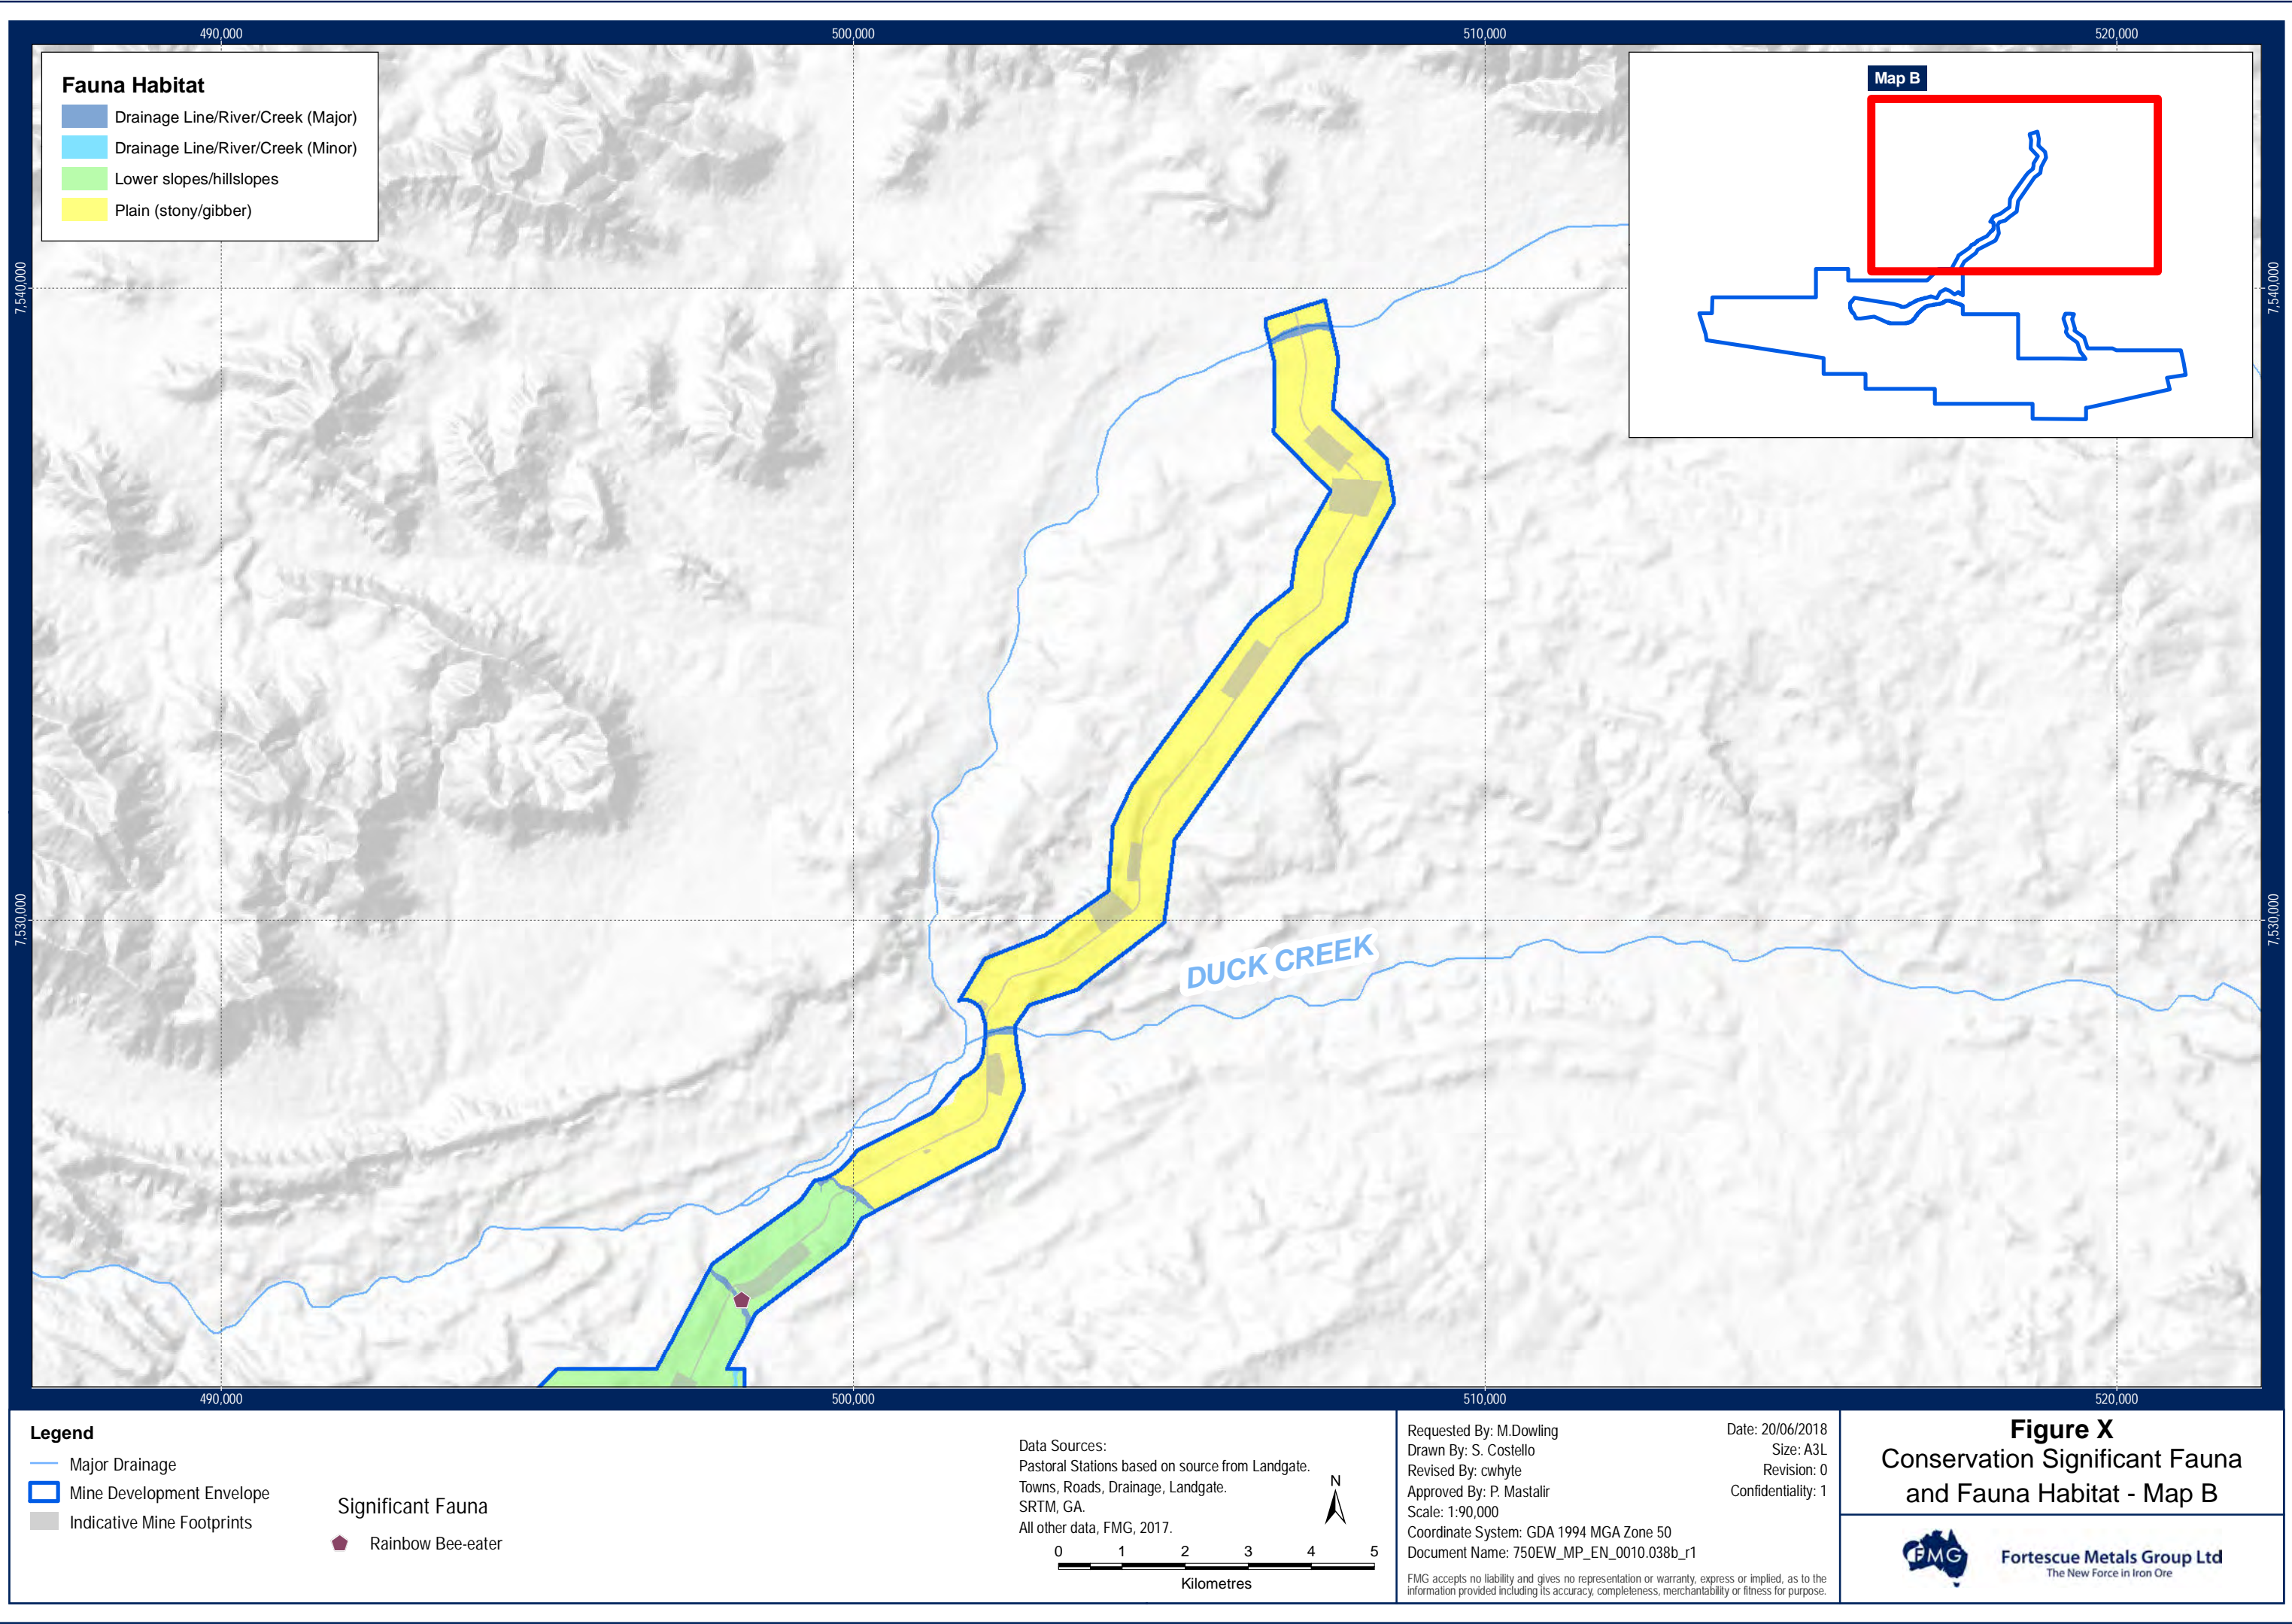 490,000
500,000
510,000
520,000
Fauna Habitat
Drainage Line/River/Creek (Major)
Drainage Line/River/Creek (Minor)
Lower slopes/hillslopes
Plain (stony/gibber)
Map B
7,540,000
7,540,000
7,530,000
7,530,000
DUCK CREEK
490,000
500,000
510,000
520,000
Legend
Major Drainage
Mine Development Envelope
Indicative Mine Footprints
Significant Fauna
Rainbow Bee-eater
Data Sources:
Pastoral Stations based on source from Landgate.
Towns, Roads, Drainage, Landgate.
SRTM, GA.
All other data, FMG, 2017.
N
0 1 2 3 4 5
Kilometres
Requested By: M.Dowling
Drawn By: S. Costello
Revised By: cwhyte
Approved By: P. Mastalir
Scale: 1:90,000
Coordinate System: GDA 1994 MGA Zone 50
Document Name: 750EW_MP_EN_0010.038b_r1
Date: 20/06/2018
Size: A3L
Revision: 0
Confidentiality: 1
FMG accepts no liability and gives no representation or warranty, express or implied, as to the
information provided including its accuracy, completeness, merchantability or fitness for purpose.
Figure X
Conservation Significant Fauna
and Fauna Habitat - Map B
FMG
Fortescue Metals Group Ltd
The New Force in Iron Ore